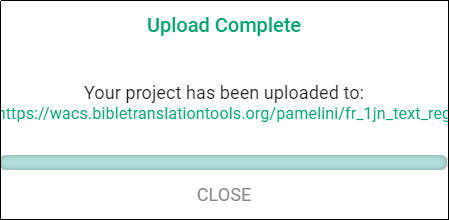 Upload Complete
Your project has been uploaded to:
https://wacs.bibletranslationtools.org/pamelini/fr_1jn_text_reg
CLOSE